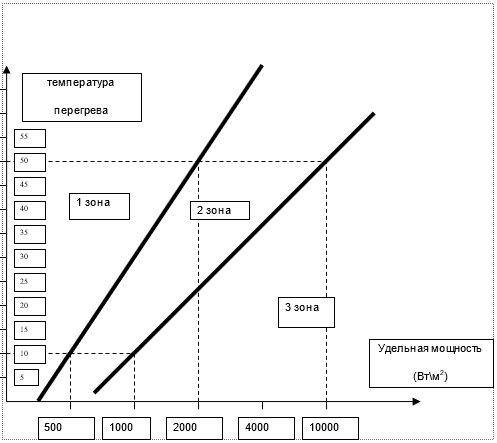 температура
перегрева
55
50
45
40
35
30
25
20
15
10
5
1 зона
2 зона
3 зона
Удельная мощность
(Вт\м²)
500
1000
2000
4000
10000